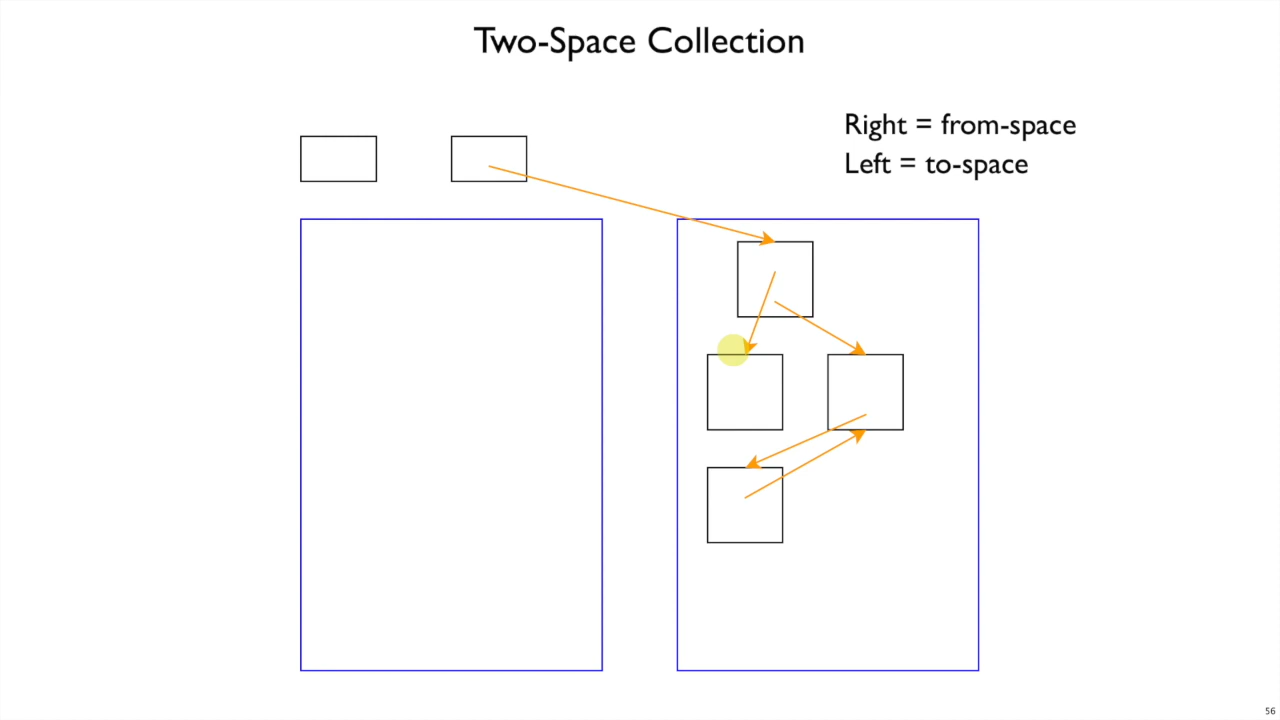 Two-Space Collection
Right = from-space
Left = to-space
56